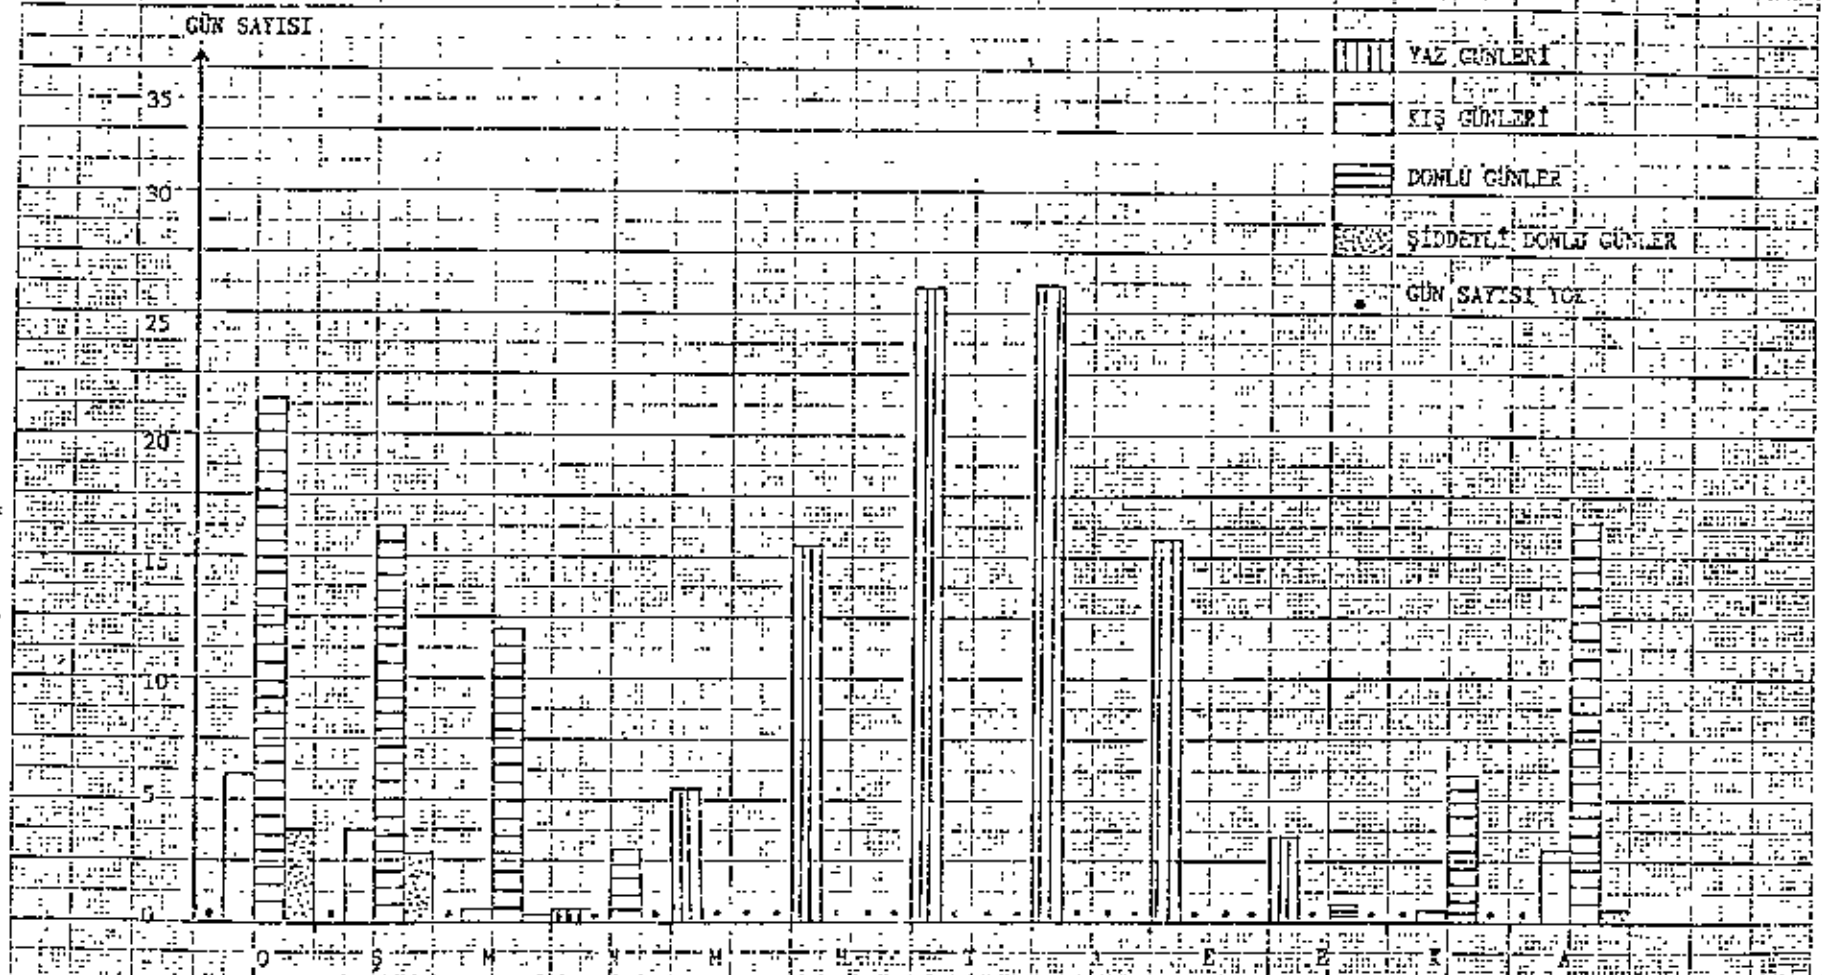 GÜN SAYISI
35
30
25
20
15
10
5
0
YAZ GÜNLERİ
KIŞ GÜNLERİ
DONLU GÜNLER
ŞİDDETLİ DONLU GÜNLER
GÜN SAYISI YOK
O Ş M N M H T A E E K A